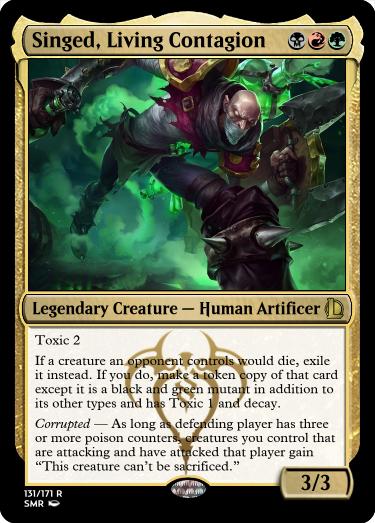 Singed, Living Contagion
Legendary Creature — Human Artificer
Toxic 2
If a creature an opponent controls would die, exile
it instead. If you do, make a token copy of that card
except it is a black and green mutant in addition to
its other types and has Toxic 1 and decay.
Corrupted — As long as defending player has three
or more poison counters, creatures you control that
are attacking and have attacked that player gain
“This creature can't be sacrificed.”
3/3
131/171 R
SMR